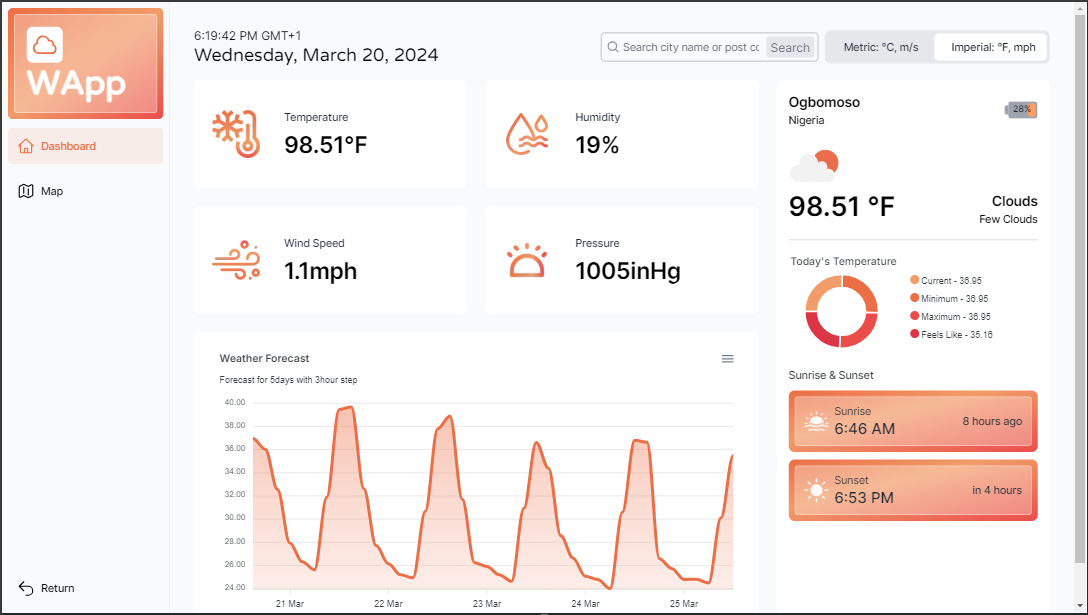 WApp
Dashboard
Map
Return
6:19:42 PM GMT+1
Wednesday, March 20, 2024
Search city name or post cc
Search
Metric: °C, m/s
Imperial: °F, mph
Temperature
98.51°F
Humidity
19%
Wind Speed
1.1mph
Pressure
1005inHg
Weather Forecast
Forecast for 5days with 3hour step
40.00
38.00
36.00
34.00
32.00
30.00
28.00
26.00
24.00
21 Mar
22 Mar
23 Mar
24 Mar
25 Mar
Ogbomoso
Nigeria
28%
98.51 °F
Clouds
Few Clouds
Today's Temperature
Current - 36.95
Minimum - 36.95
Maximum - 36.95
Feels Like - 35.16
Sunrise & Sunset
Sunrise
6:46 AM
8 hours ago
Sunset
6:53 PM
in 4 hours